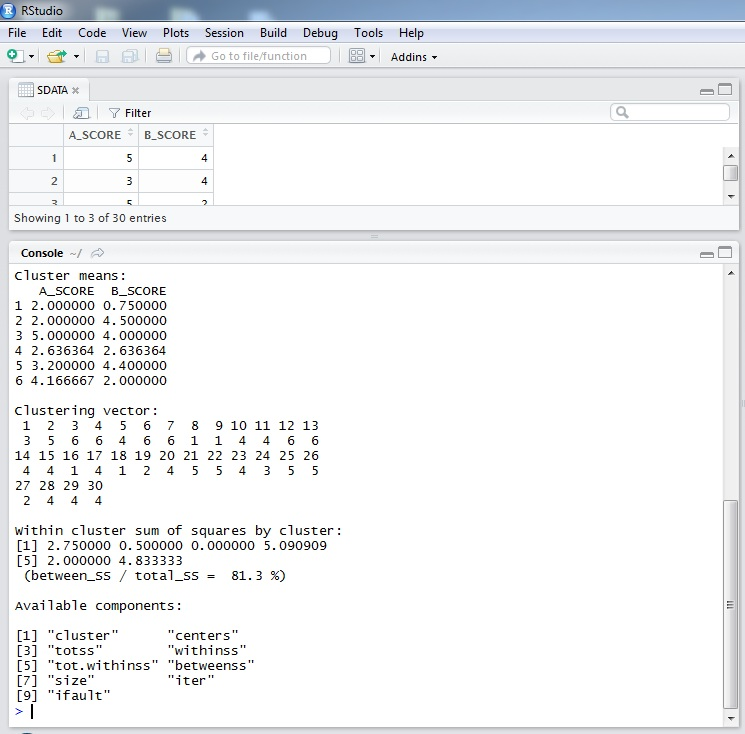 RStudio
File Edit Code View Plots Session Build Debug Tools Help
Go to file/function Addins
SDATA
Filter
A_SCORE B_SCORE
1 5 4
2 3 4
3 5 2
Showing 1 to 3 of 30 entries
Console ~/
Cluster means:
A_SCORE B_SCORE
1 2.000000 0.750000
2 2.000000 4.500000
3 5.000000 4.000000
4 2.636364 2.636364
5 3.200000 4.400000
6 4.166667 2.000000
Clustering vector:
1 2 3 4 5 6 7 8 9 10 11 12 13
3 5 6 6 4 6 6 1 1 4 4 6 6
14 15 16 17 18 19 20 21 22 23 24 25 26
4 4 1 4 1 2 4 5 5 4 3 5 5
27 28 29 30
2 4 4 4
Within cluster sum of squares by cluster:
[1] 2.750000 0.500000 0.000000 5.090909
[5] 2.000000 4.833333
(between_SS / total_SS = 81.3 %)
Available components:
[1] "cluster" "centers"
[3] "totss" "withinss"
[5] "tot.withinss" "betweenss"
[7] "size" "iter"
[9] "ifault"
>